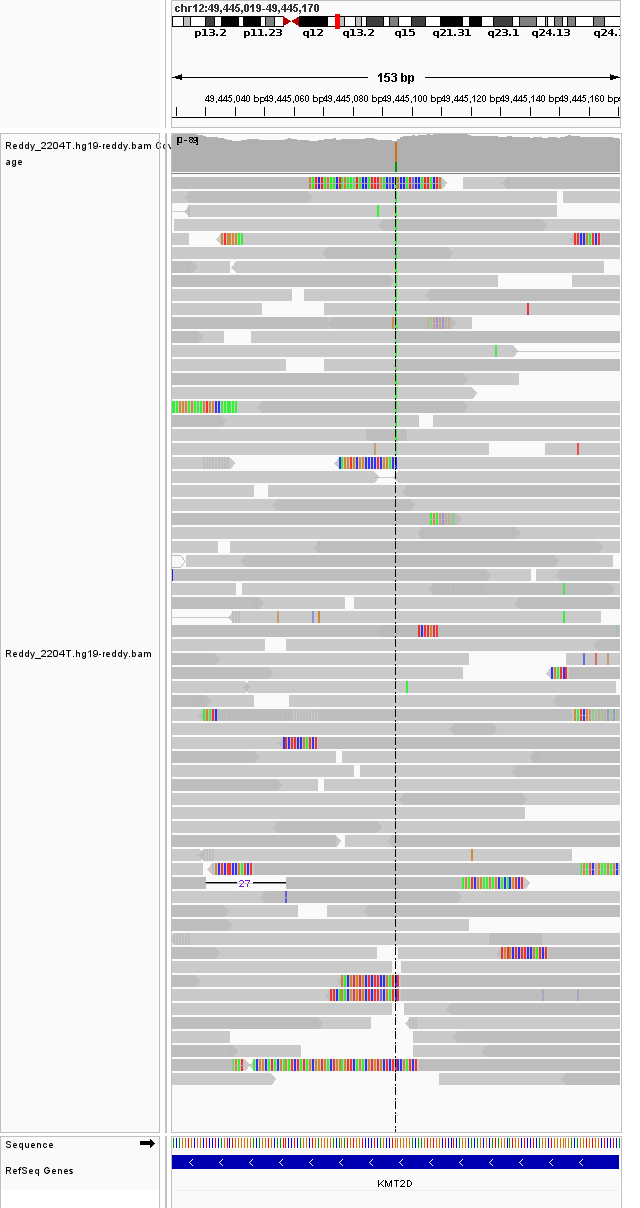 chr12:49,445,019-49,445,170
p13.2 p11.23 q12 q13.2 q15 q21.31 q23.1 q24.13 q24.
153 bp
49,445,040 bp 49,445,060 bp 49,445,080 bp 49,445,100 bp 49,445,120 bp 49,445,140 bp 49,445,160 bp
Reddy_2204T.hg19-reddy.bam Cov
age
Reddy_2204T.hg19-reddy.bam
27
Sequence
RefSeq Genes
KMT2D